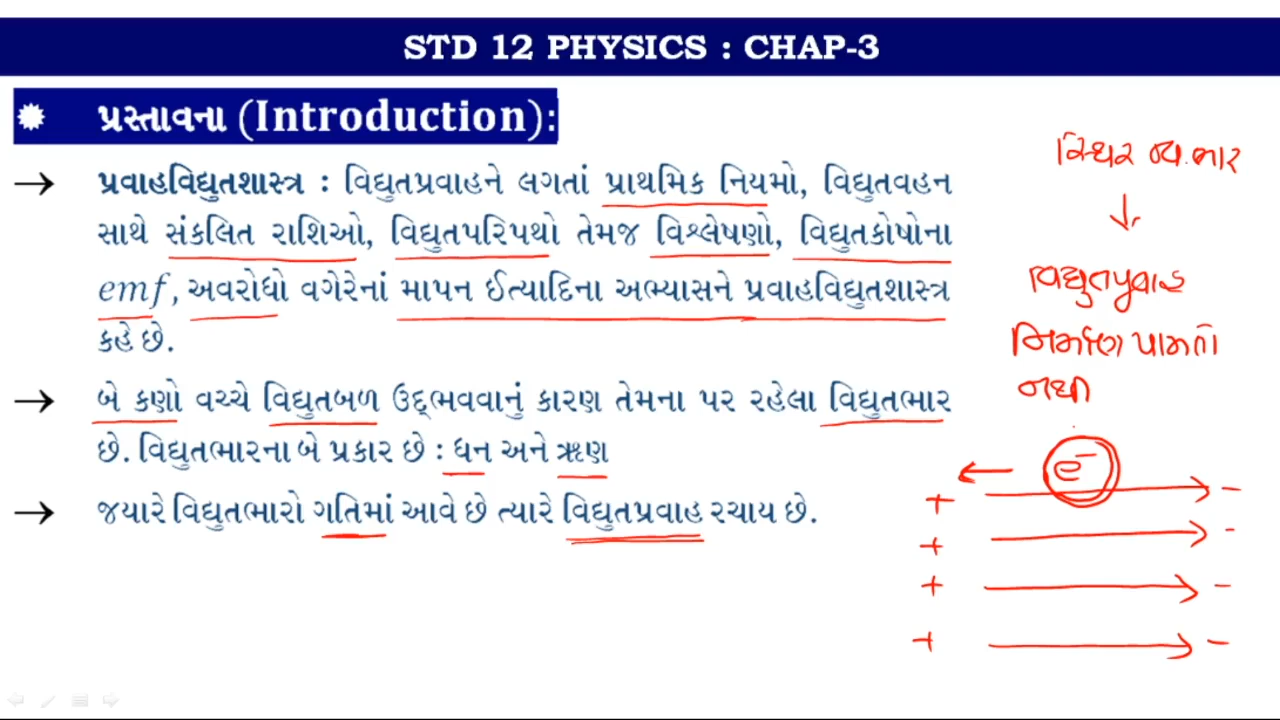 STD 12 PHYSICS : CHAP-3
પ્રસ્તાવના (Introduction):
→ પ્રવાહવિદ્યુતશાસ્ત્ર : વિદ્યુતપ્રવાહને લગતાં પ્રાથમિક નિયમો, વિદ્યુતવહન
સાથે સંકલિત રાશિઓ, વિદ્યુતપરિપથો તેમજ વિશ્લેષણો, વિદ્યુતકોષોના
emf, અવરોધો વગેરેનાં માપન ઈત્યાદિના અભ્યાસને પ્રવાહવિદ્યુતશાસ્ત્ર
કહે છે.
→ બે કણો વચ્ચે વિદ્યુતબળ ઉદ્ભવવાનું કારણ તેમના પર રહેલા વિદ્યુતભાર
છે. વિદ્યુતભારના બે પ્રકાર છે : ધન અને ઋણ
→ જયારે વિદ્યુતભારો ગતિમાં આવે છે ત્યારે વિદ્યુતપ્રવાહ રચાય છે.
સ્થિર વિ.ભાર
↓
વિદ્યુતપ્રવાહ
નિર્માણ પામતો
નથી
← e⁻
+ → −
+ → −
+ → −
+ → −